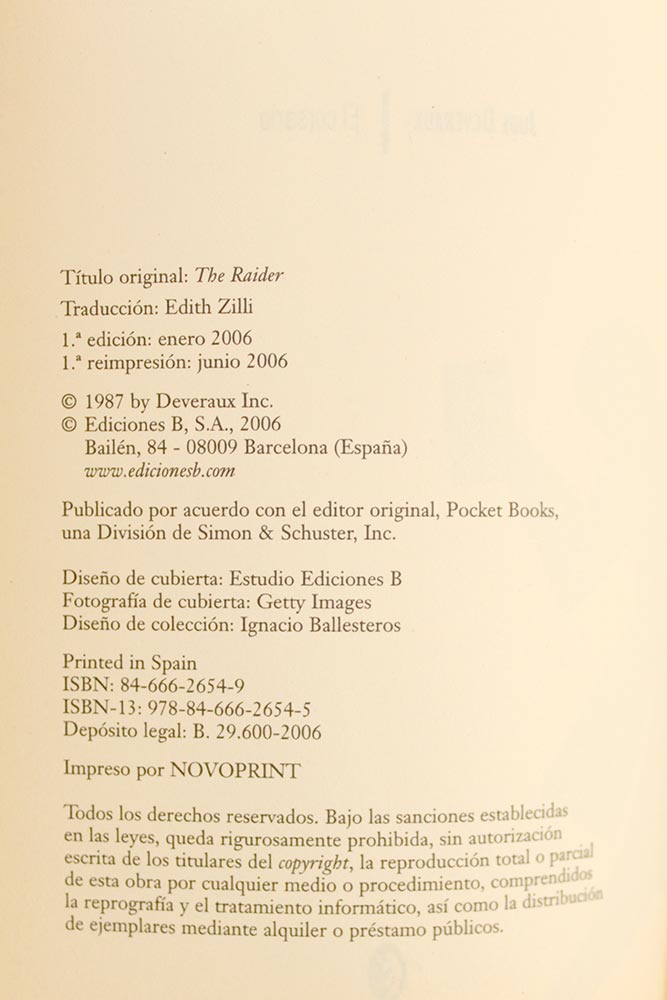 Título original: The Raider
Traducción: Edith Zilli
1.ª edición: enero 2006
1.ª reimpresión: junio 2006
© 1987 by Deveraux Inc.
© Ediciones B, S.A., 2006
Bailén, 84 - 08009 Barcelona (España)
www.edicionesb.com
Publicado por acuerdo con el editor original, Pocket Books,
una División de Simon & Schuster, Inc.
Diseño de cubierta: Estudio Ediciones B
Fotografía de cubierta: Getty Images
Diseño de colección: Ignacio Ballesteros
Printed in Spain
ISBN: 84-666-2654-9
ISBN-13: 978-84-666-2654-5
Depósito legal: B. 29.600-2006
Impreso por NOVOPRINT
Todos los derechos reservados. Bajo las sanciones establecidas
en las leyes, queda rigurosamente prohibida, sin autorización
escrita de los titulares del copyright, la reproducción total o parcial
de esta obra por cualquier medio o procedimiento, comprendidos
la reprografía y el tratamiento informático, así como la distribución
de ejemplares mediante alquiler o préstamo públicos.